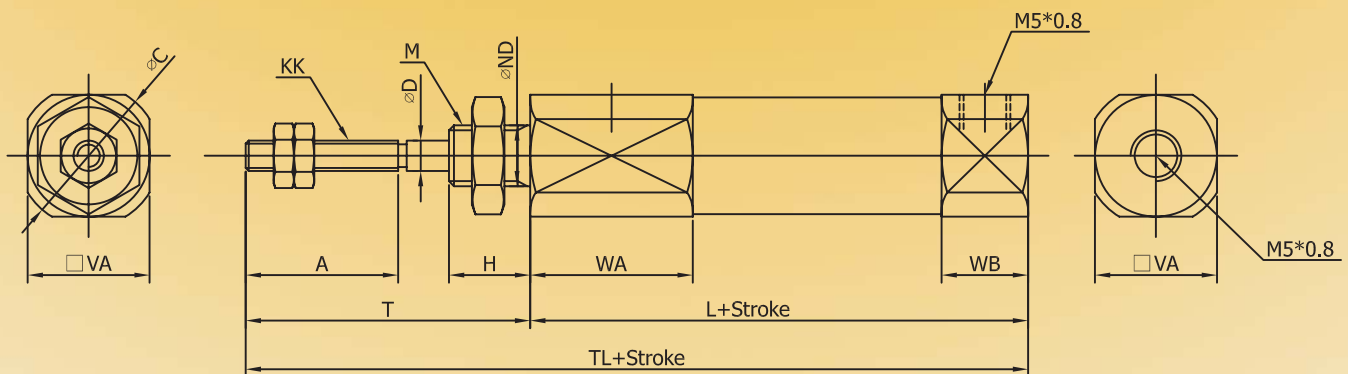 M5*0.8
⌀C
KK
M
⌀D
⌀ND
M5*0.8
□VA
A
H
WA
WB
□VA
T
L+Stroke
TL+Stroke